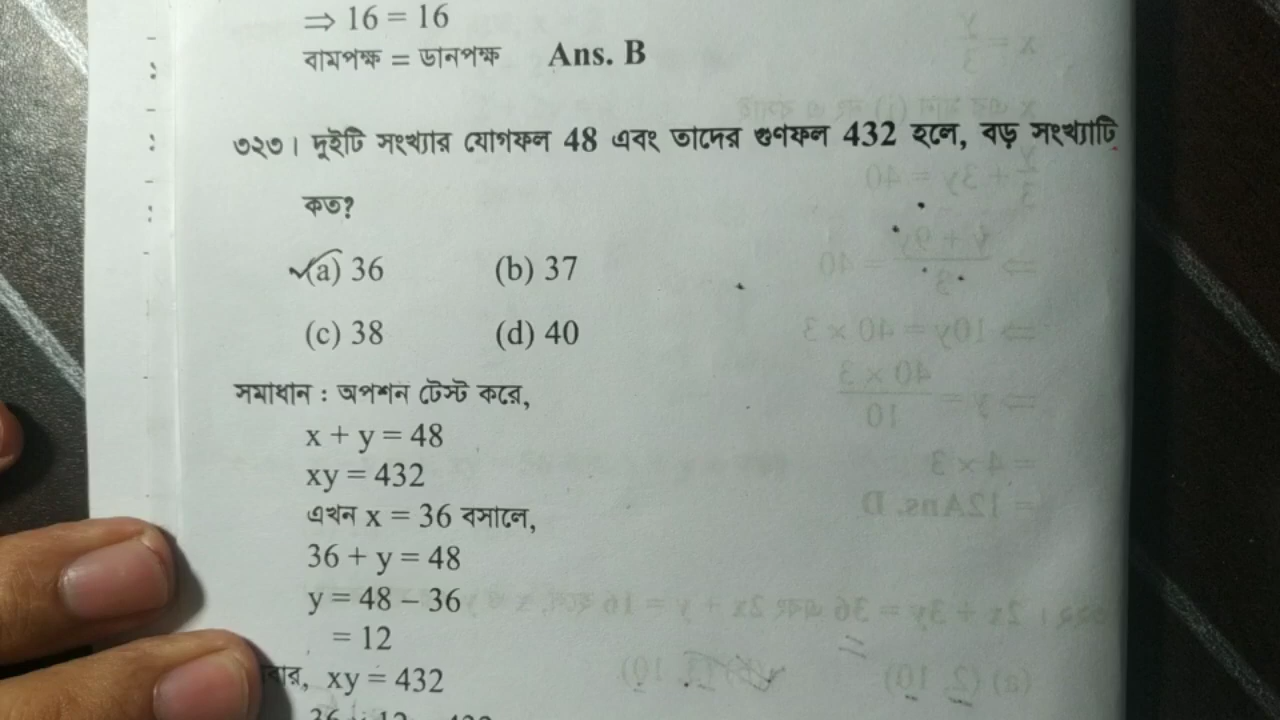 ⇒ 16 = 16
বামপক্ষ = ডানপক্ষ Ans. B
৩২৩। দুইটি সংখ্যার যোগফল 48 এবং তাদের গুণফল 432 হলে, বড় সংখ্যাটি
কত?
(a) 36 (b) 37
(c) 38 (d) 40
সমাধান : অপশন টেস্ট করে,
x + y = 48
xy = 432
এখন x = 36 বসালে,
36 + y = 48
y = 48 – 36
= 12
xy = 432